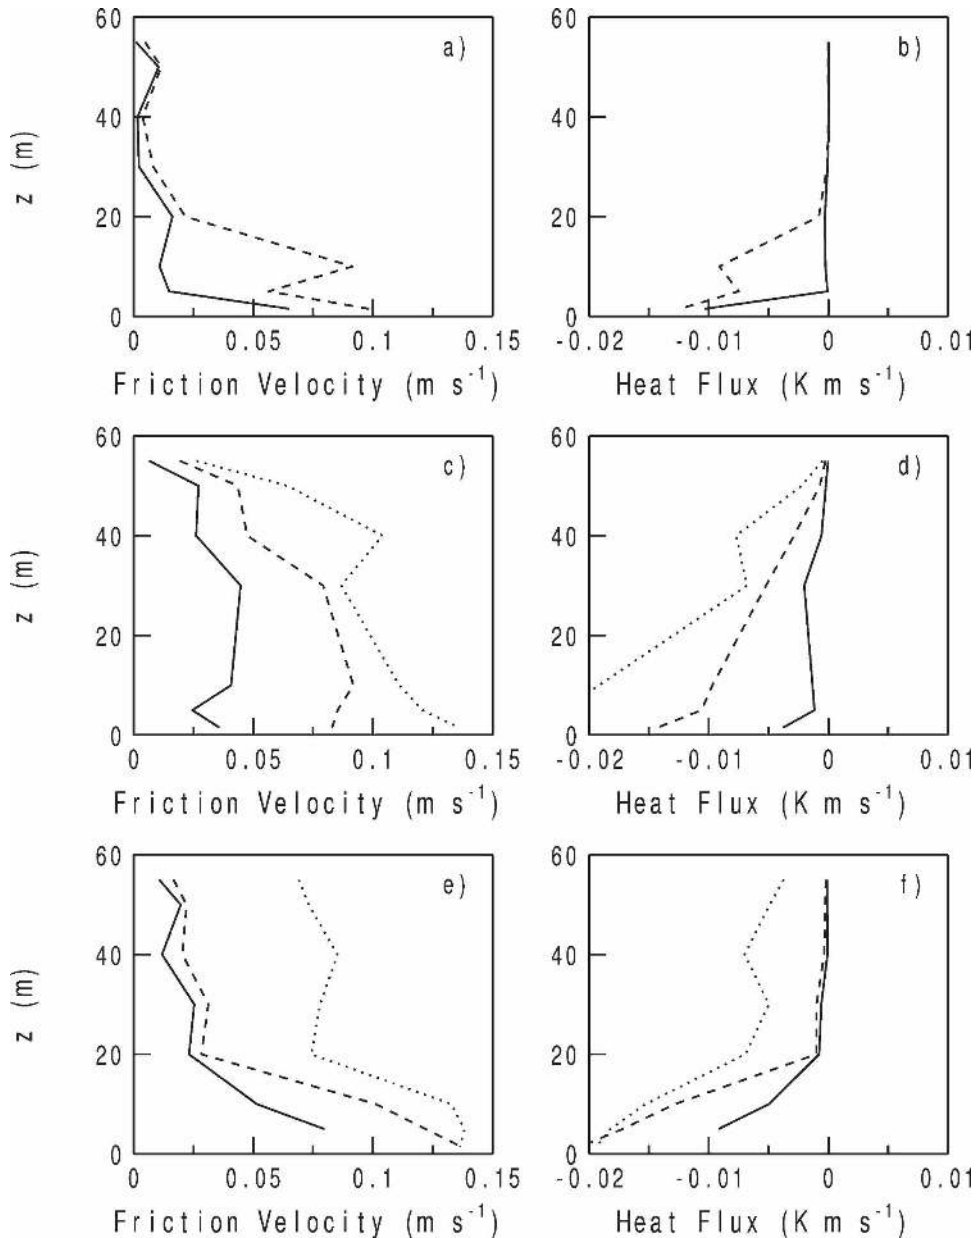 60
40
20
0
z (m)
a)
0 0.05 0.1 0.15
Friction Velocity (m s-1)
60
40
20
0
b)
-0.02 -0.01 0 0.01
Heat Flux (K m s-1)
60
40
20
0
z (m)
c)
0 0.05 0.1 0.15
Friction Velocity (m s-1)
60
40
20
0
d)
-0.02 -0.01 0 0.01
Heat Flux (K m s-1)
60
40
20
0
z (m)
e)
0 0.05 0.1 0.15
Friction Velocity (m s-1)
60
40
20
0
f)
-0.02 -0.01 0 0.01
Heat Flux (K m s-1)